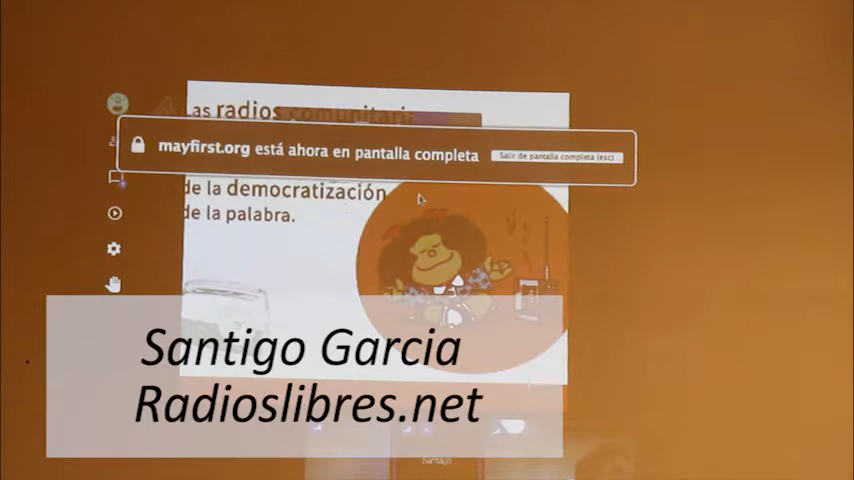 as radios comunitaria
mayfirst.org está ahora en pantalla completa
Salir de pantalla completa (esc)
de la democratización
de la palabra.
Santigo Garcia
Radioslibres.net
Santiago